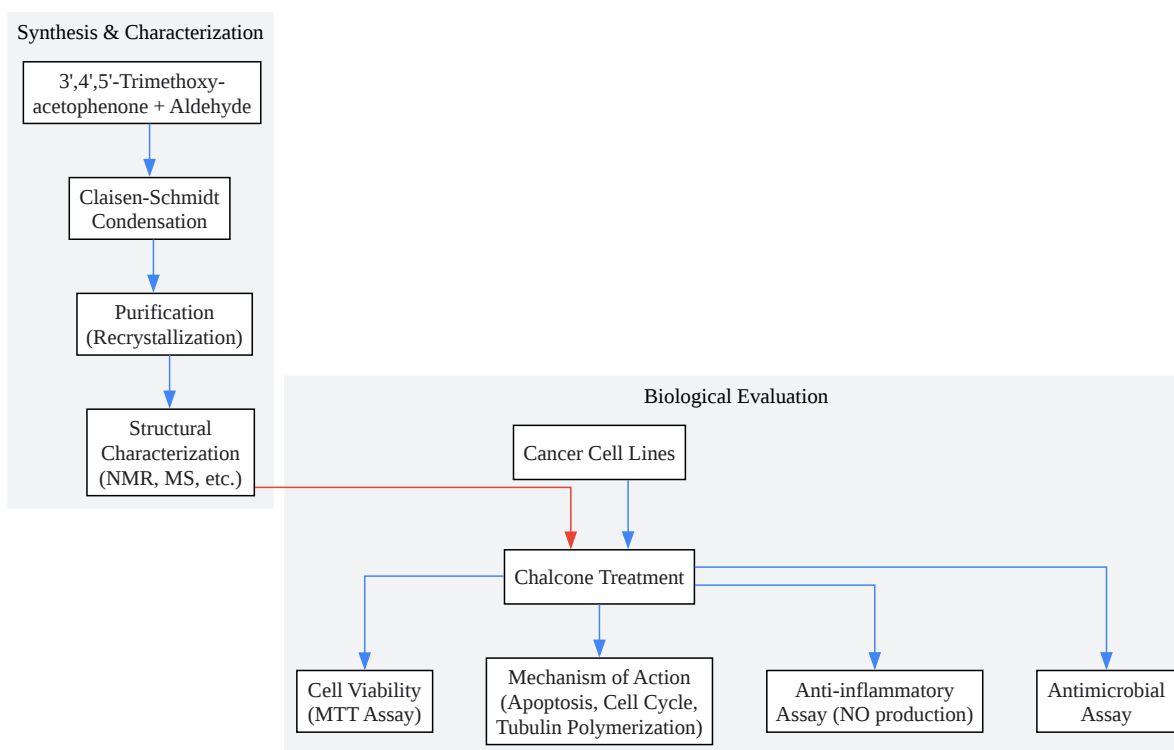 Synthesis & Characterization
3',4',5'-Trimethoxy-
acetophenone + Aldehyde
Claisen-Schmidt
Condensation
Purification
(Recrystallization)
Structural
Characterization
(NMR, MS, etc.)
Biological Evaluation
Cancer Cell Lines
Chalcone Treatment
Cell Viability
(MTT Assay)
Mechanism of Action
(Apoptosis, Cell Cycle,
Tubulin Polymerization)
Anti-inflammatory
Assay (NO production)
Antimicrobial
Assay